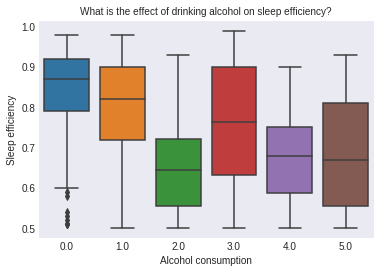 What is the effect of drinking alcohol on sleep efficiency?
1.0
0.9
0.8
0.7
0.6
0.5
Sleep efficiency
0.0 1.0 2.0 3.0 4.0 5.0
Alcohol consumption